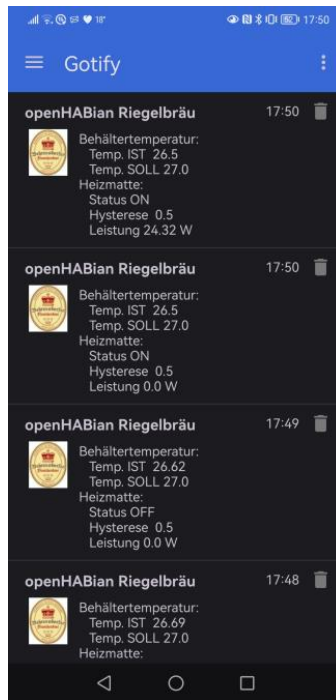 18°
62
17:50
Gotify
openHABian Riegelbräu 17:50
Behältertemperatur:
Temp. IST 26.5
Temp. SOLL 27.0
Heizmatte:
Status ON
Hysterese 0.5
Leistung 24.32 W
openHABian Riegelbräu 17:50
Behältertemperatur:
Temp. IST 26.5
Temp. SOLL 27.0
Heizmatte:
Status ON
Hysterese 0.5
Leistung 0.0 W
openHABian Riegelbräu 17:49
Behältertemperatur:
Temp. IST 26.62
Temp. SOLL 27.0
Heizmatte:
Status OFF
Hysterese 0.5
Leistung 0.0 W
openHABian Riegelbräu 17:48
Behältertemperatur:
Temp. IST 26.69
Temp. SOLL 27.0
Heizmatte: